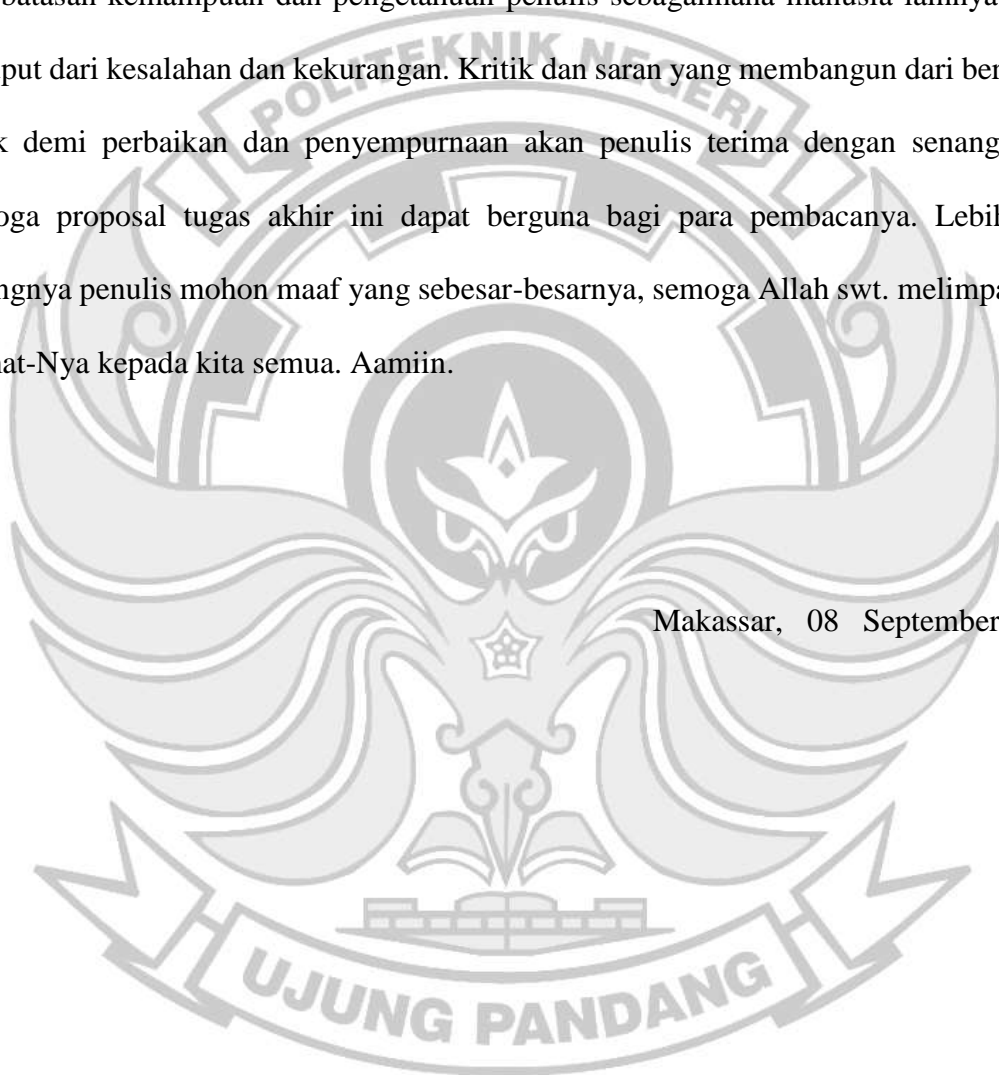 batasan kemampuan dan pengetahuan penulis sebagaimana manusia lainnya
put dari kesalahan dan kekurangan. Kritik dan saran yang membangun dari ber
k demi perbaikan dan penyempurnaan akan penulis terima dengan senang
oga proposal tugas akhir ini dapat berguna bagi para pembacanya. Lebih
ngnya penulis mohon maaf yang sebesar-besarnya, semoga Allah swt. melimpa
at-Nya kepada kita semua. Aamiin.
Makassar, 08 September
POLITEKNIK NEGERI
UJUNG PANDANG